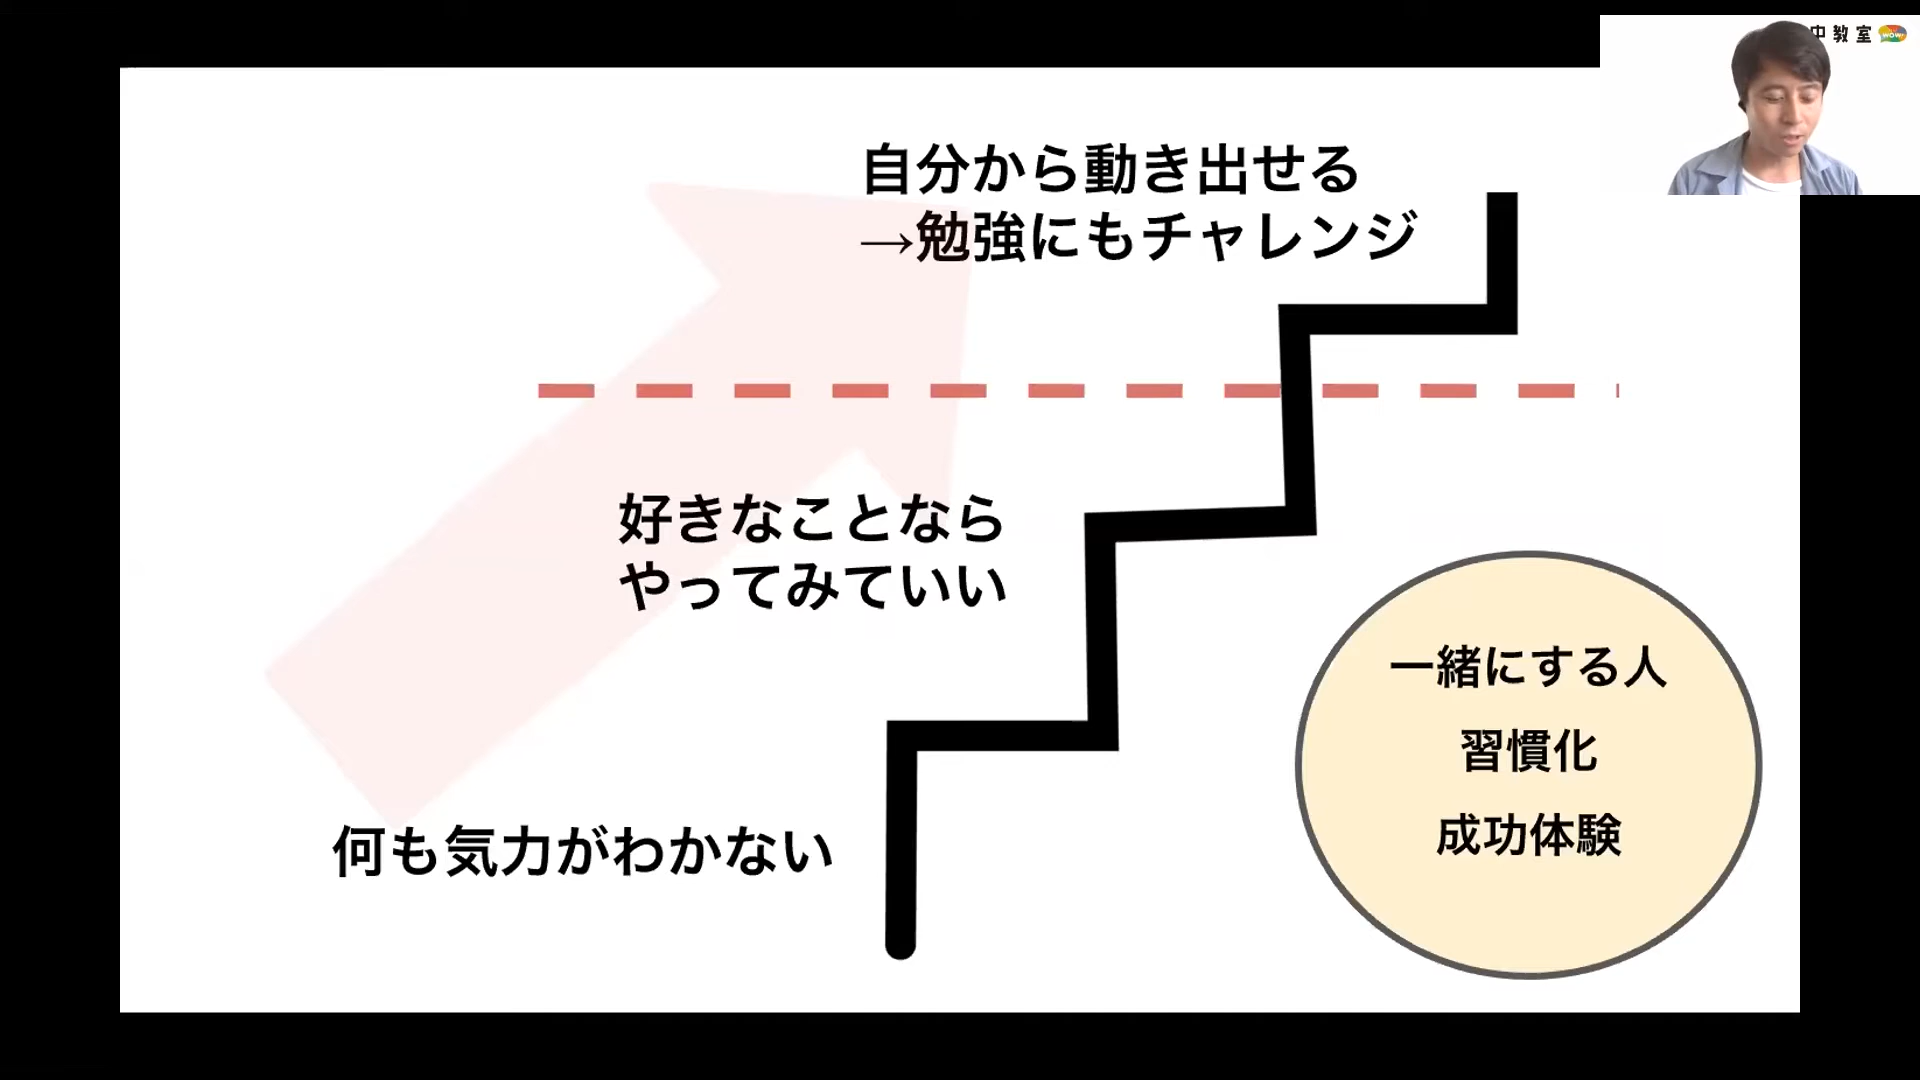 中教室
WOW!
自分から動き出せる
→勉強にもチャレンジ
好きなことなら
やってみていい
何も気力がわかない
一緒にする人
習慣化
成功体験